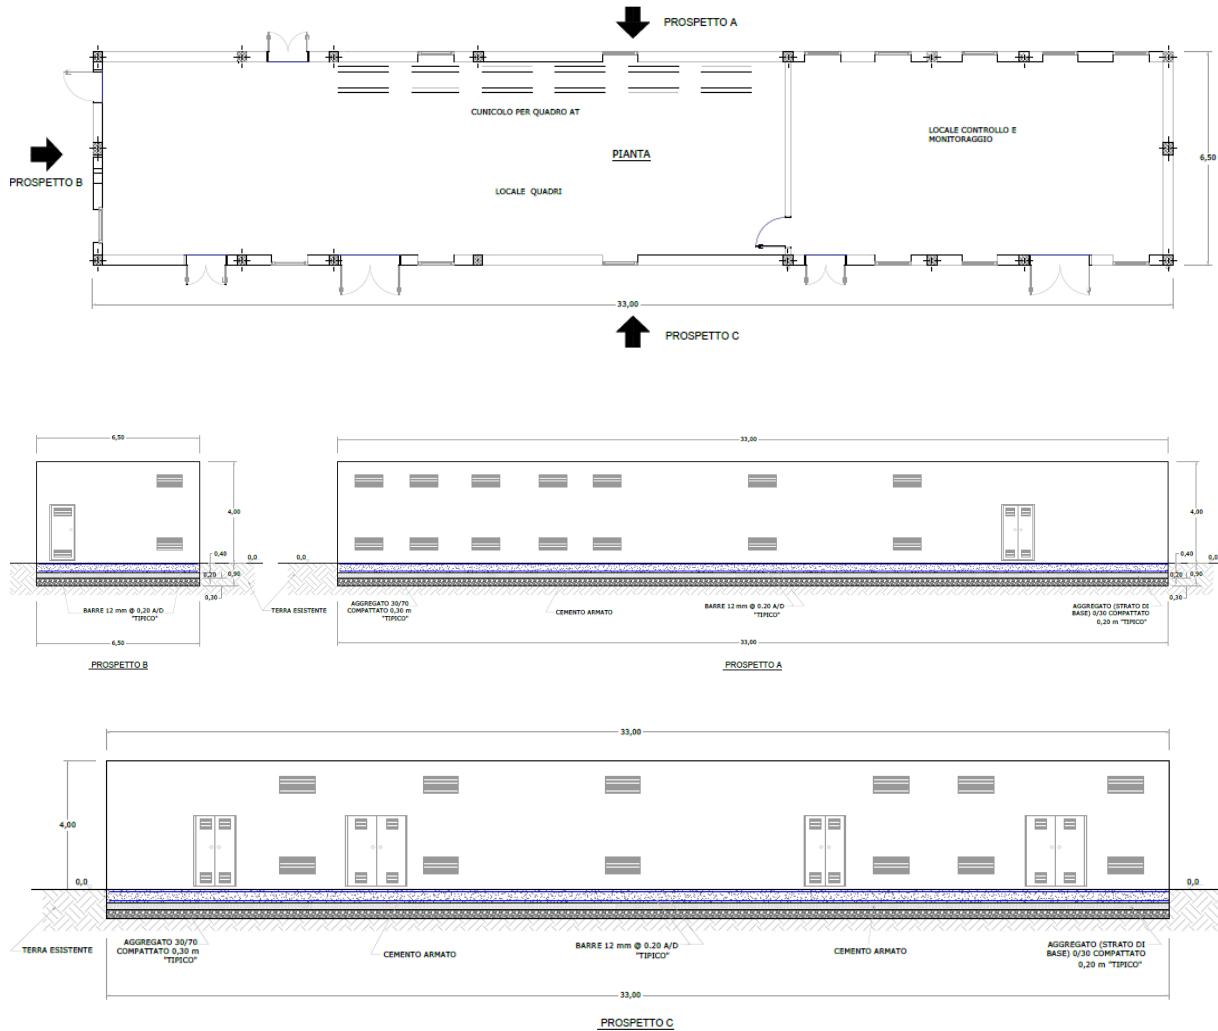 PROSPETTO A
CUNICOLO PER QUADRO AT
LOCALE CONTROLLO E
MONITORAGGIO
PIANTA
6,50
PROSPETTO B
LOCALE QUADRI
33,00
PROSPETTO C
6,50
4,00
0,40
0,0
0,20
0,90
0,30
BARRE 12 mm @ 0,20 A/D
"TIPICO"
6,50
PROSPETTO B
TERRA ESISTENTE
33,00
0,0
4,00
0,40
0,0
0,20
0,90
0,30
AGGREGATO 30/70
COMPATTATO 0,30 m
"TIPICO"
CEMENTO ARMATO
BARRE 12 mm @ 0.20 A/D
"TIPICO"
AGGREGATO (STRATO DI
BASE) 0/30 COMPATTATO
0,20 m "TIPICO"
33,00
PROSPETTO A
33,00
4,00
0,0
0,0
TERRA ESISTENTE
AGGREGATO 30/70
COMPATTATO 0,30 m
"TIPICO"
CEMENTO ARMATO
BARRE 12 mm @ 0.20 A/D
"TIPICO"
CEMENTO ARMATO
AGGREGATO (STRATO DI
BASE) 0/30 COMPATTATO
0,20 m "TIPICO"
33,00
PROSPETTO C